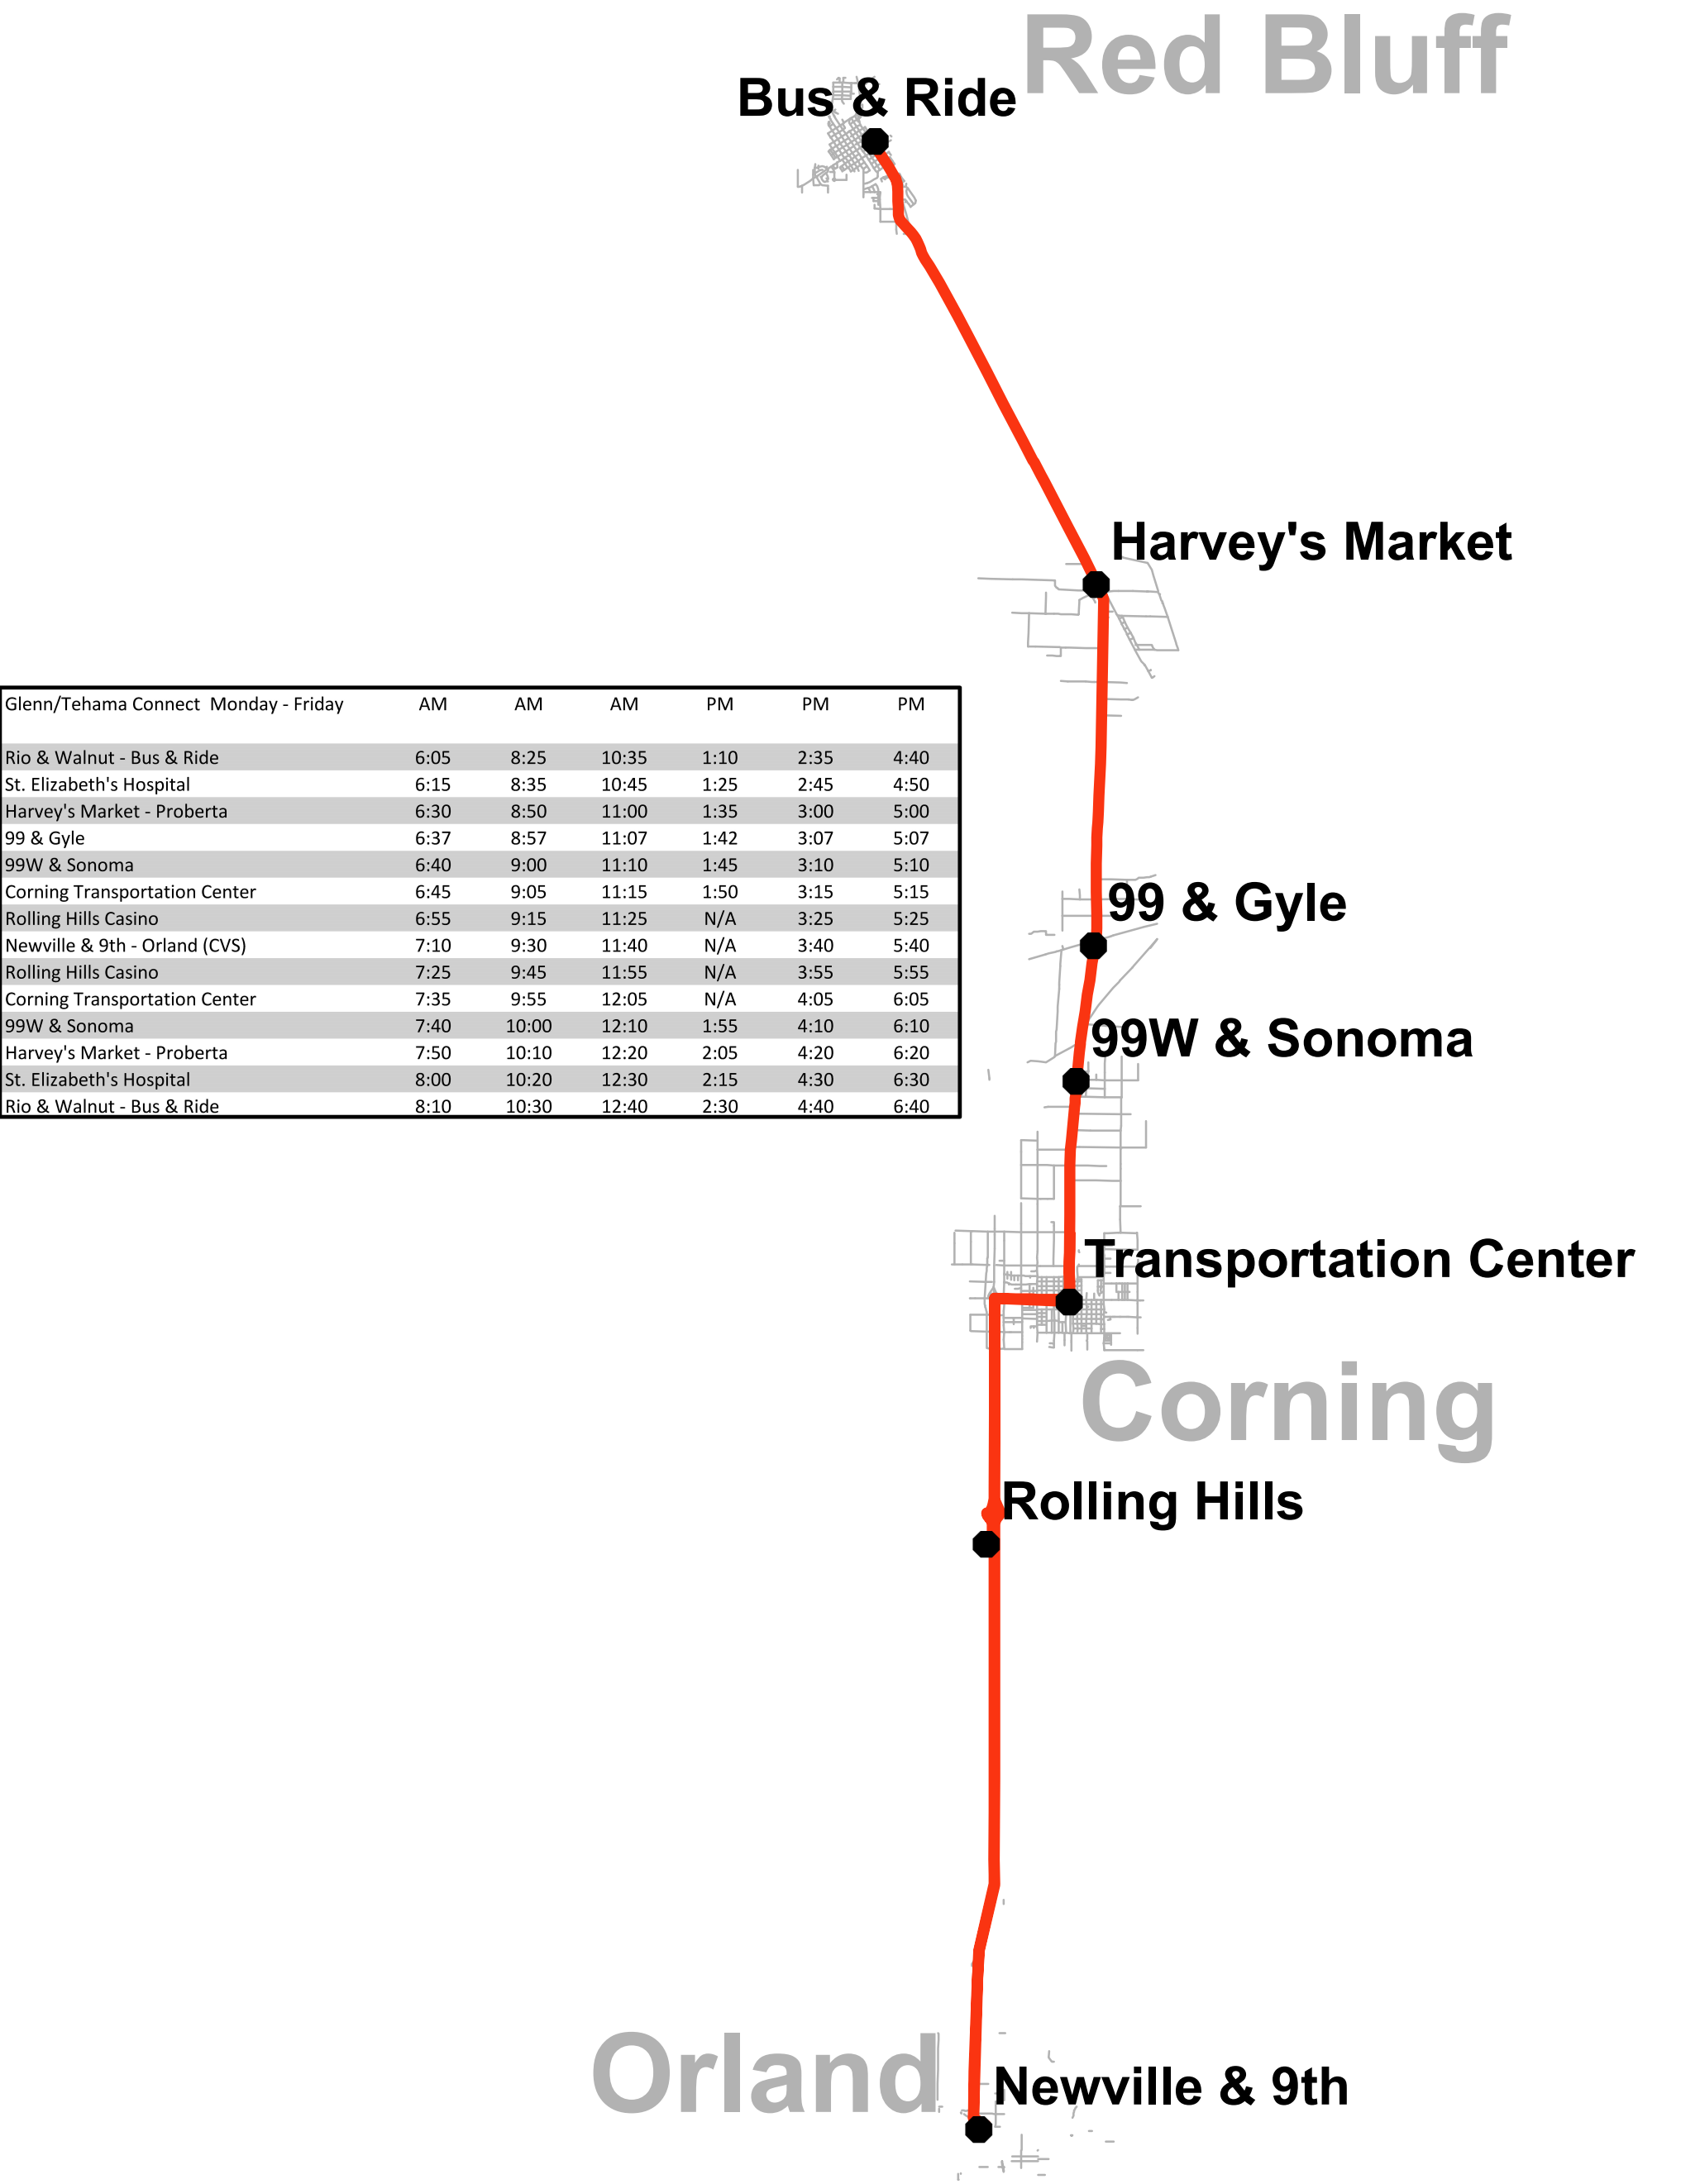 Red Bluff
Bus & Ride
Harvey's Market
Glenn/Tehama Connect Monday - Friday AM AM AM PM PM PM
Rio & Walnut - Bus & Ride 6:05 8:25 10:35 1:10 2:35 4:40
St. Elizabeth's Hospital 6:15 8:35 10:45 1:25 2:45 4:50
Harvey's Market - Proberta 6:30 8:50 11:00 1:35 3:00 5:00
99 & Gyle 6:37 8:57 11:07 1:42 3:07 5:07
99W & Sonoma 6:40 9:00 11:10 1:45 3:10 5:10
Corning Transportation Center 6:45 9:05 11:15 1:50 3:15 5:15
Rolling Hills Casino 6:55 9:15 11:25 N/A 3:25 5:25
Newville & 9th - Orland (CVS) 7:10 9:30 11:40 N/A 3:40 5:40
Rolling Hills Casino 7:25 9:45 11:55 N/A 3:55 5:55
Corning Transportation Center 7:35 9:55 12:05 N/A 4:05 6:05
99W & Sonoma 7:40 10:00 12:10 1:55 4:10 6:10
Harvey's Market - Proberta 7:50 10:10 12:20 2:05 4:20 6:20
St. Elizabeth's Hospital 8:00 10:20 12:30 2:15 4:30 6:30
Rio & Walnut - Bus & Ride 8:10 10:30 12:40 2:30 4:40 6:40
99 & Gyle
99W & Sonoma
Transportation Center
Corning
Rolling Hills
Orland
Newville & 9th